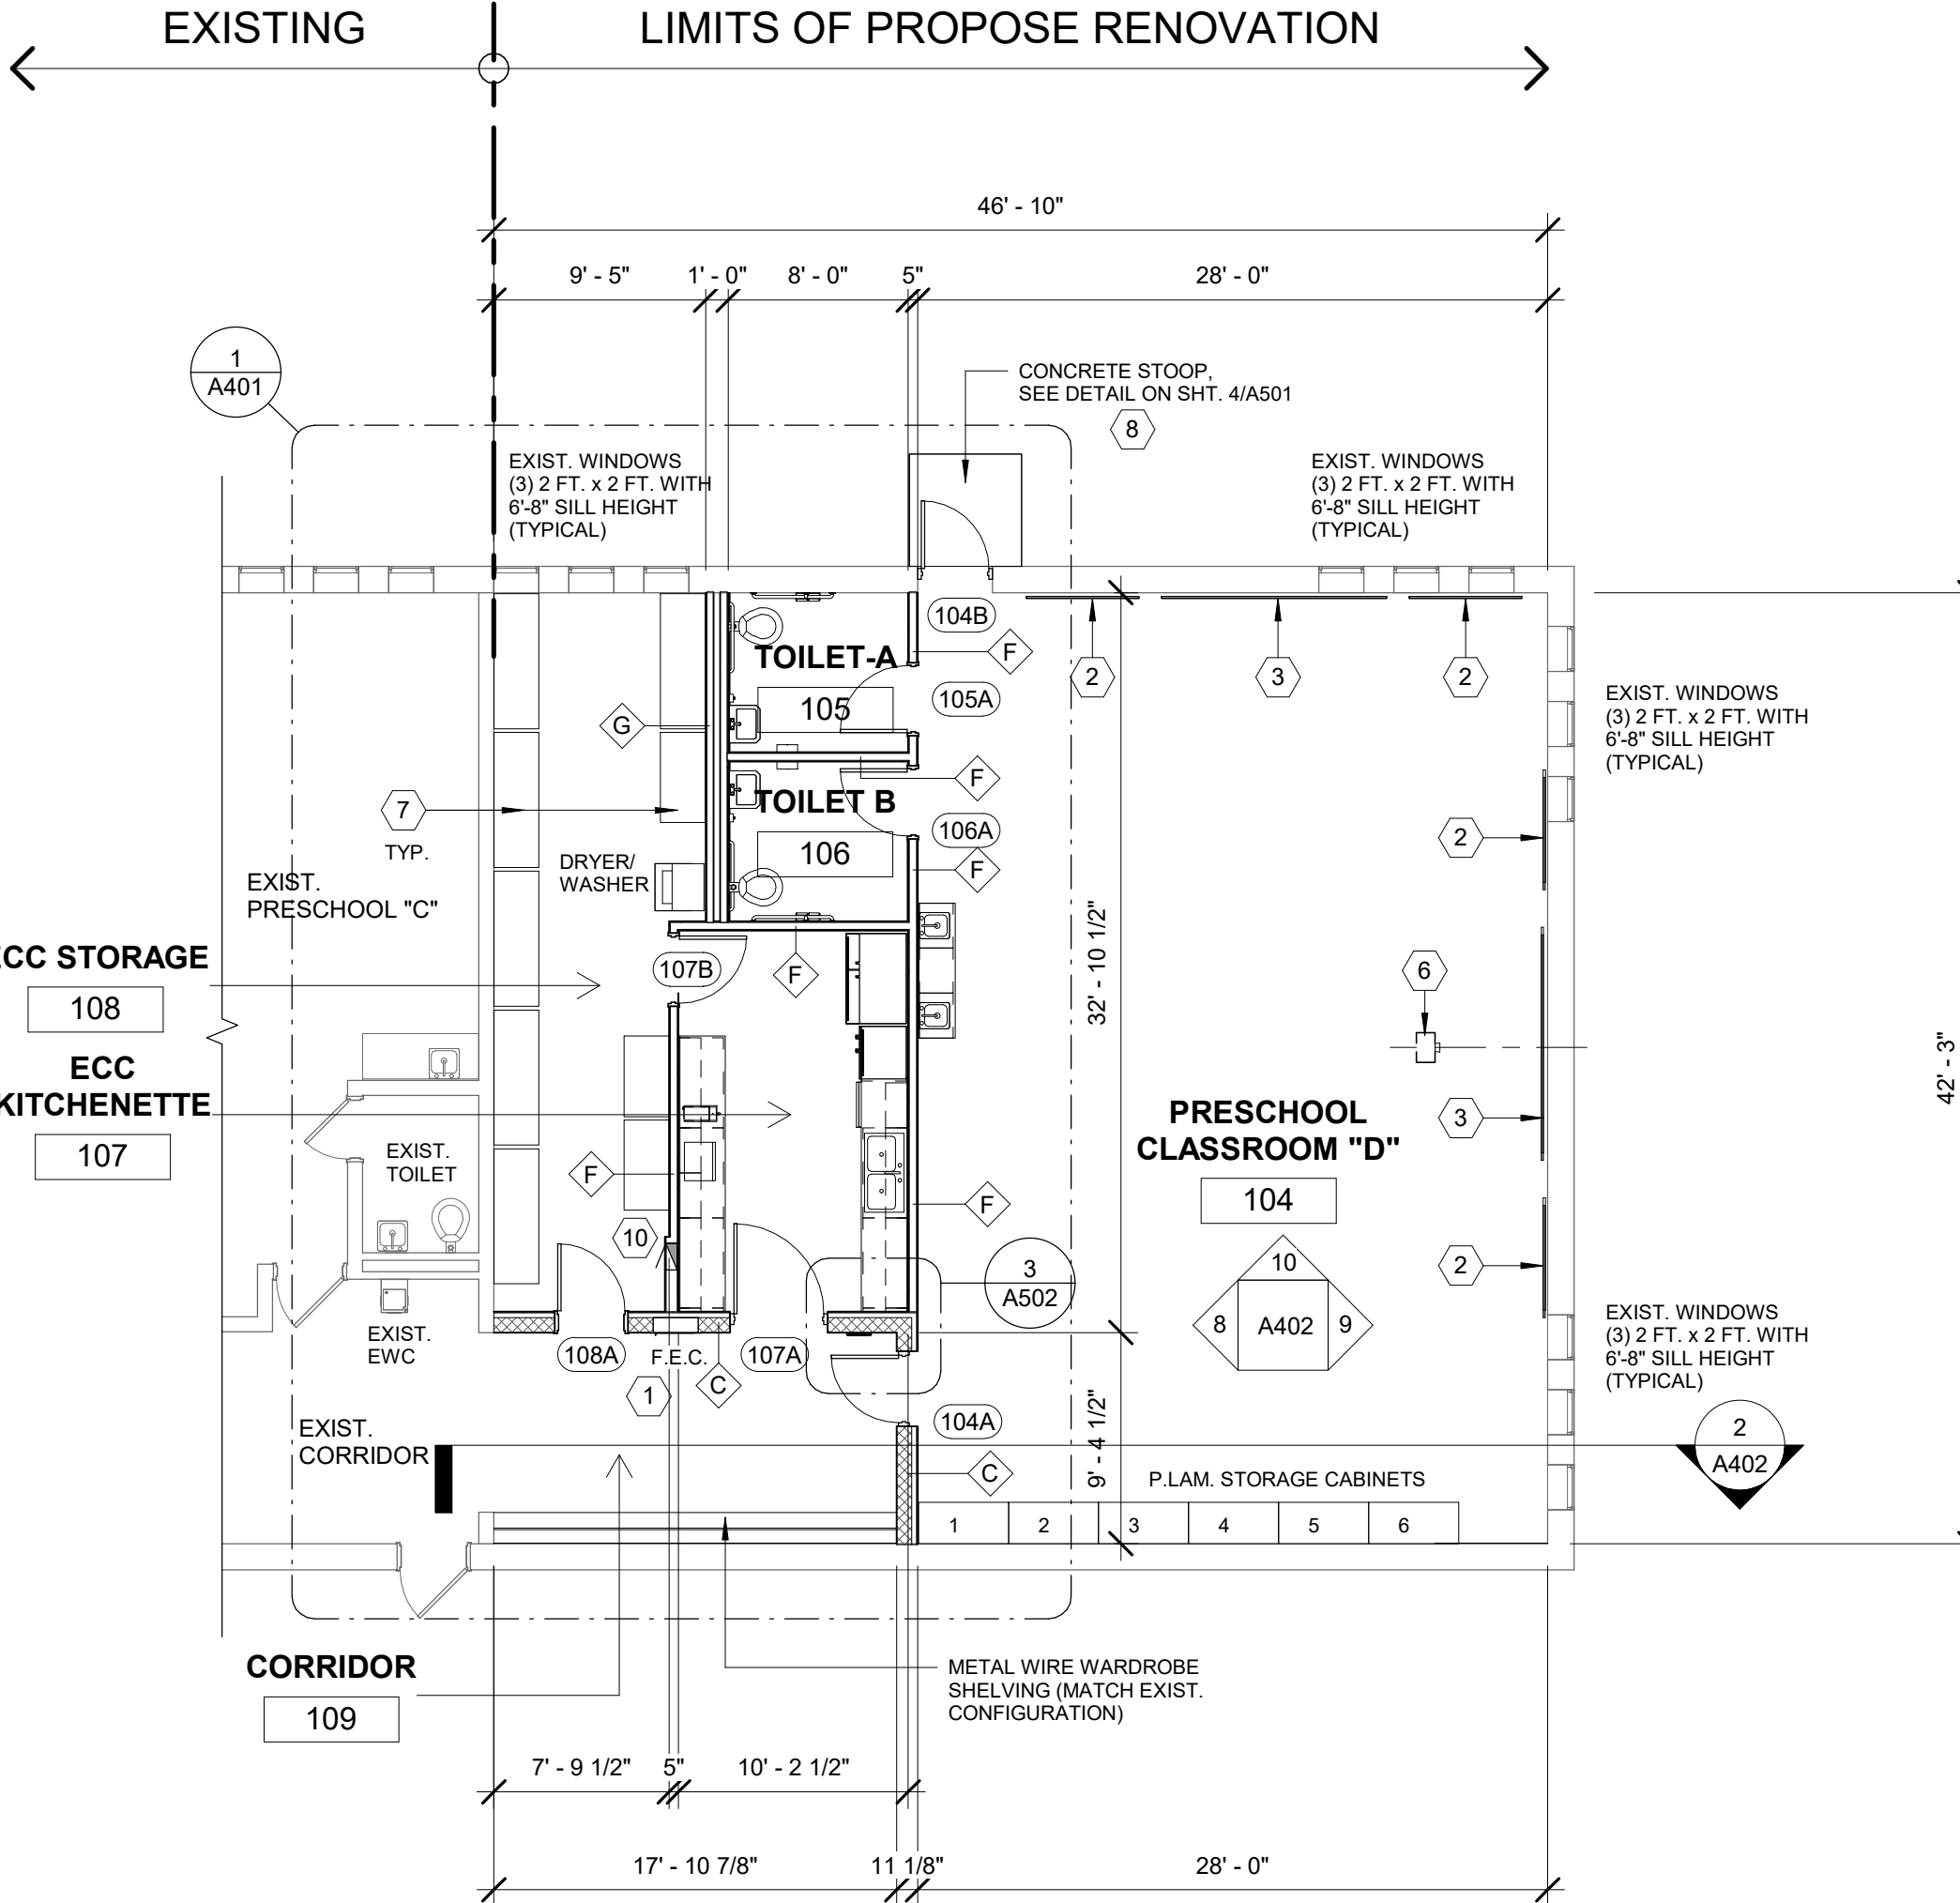 EXISTING
LIMITS OF PROPOSE RENOVATION
46' - 10"
9' - 5"
1' - 0"
8' - 0"
5"
28' - 0"
1
A401
CONCRETE STOOP,
SEE DETAIL ON SHT. 4/A501
8
EXIST. WINDOWS
(3) 2 FT. x 2 FT. WITH
6'-8" SILL HEIGHT
(TYPICAL)
EXIST. WINDOWS
(3) 2 FT. x 2 FT. WITH
6'-8" SILL HEIGHT
(TYPICAL)
104B
F
TOILET-A
105
105A
2
3
2
G
EXIST. WINDOWS
(3) 2 FT. x 2 FT. WITH
6'-8" SILL HEIGHT
(TYPICAL)
F
TOILET B
106
106A
F
7
TYP.
2
DRYER/
WASHER
EXIST.
PRESCHOOL "C"
ECC STORAGE
108
107B
F
32' - 10 1/2"
6
42' - 3"
ECC
KITCHENETTE
107
EXIST.
TOILET
F
F
PRESCHOOL
CLASSROOM "D"
104
3
10
3
A502
10
8
A402
9
2
EXIST.
EWC
108A
F.E.C.
107A
1
C
EXIST. WINDOWS
(3) 2 FT. x 2 FT. WITH
6'-8" SILL HEIGHT
(TYPICAL)
EXIST.
CORRIDOR
104A
9' - 4 1/2"
2
A402
C
P.LAM. STORAGE CABINETS
1
2
3
4
5
6
CORRIDOR
109
METAL WIRE WARDROBE
SHELVING (MATCH EXIST.
CONFIGURATION)
7' - 9 1/2"
5"
10' - 2 1/2"
17' - 10 7/8"
11 1/8"
28' - 0"